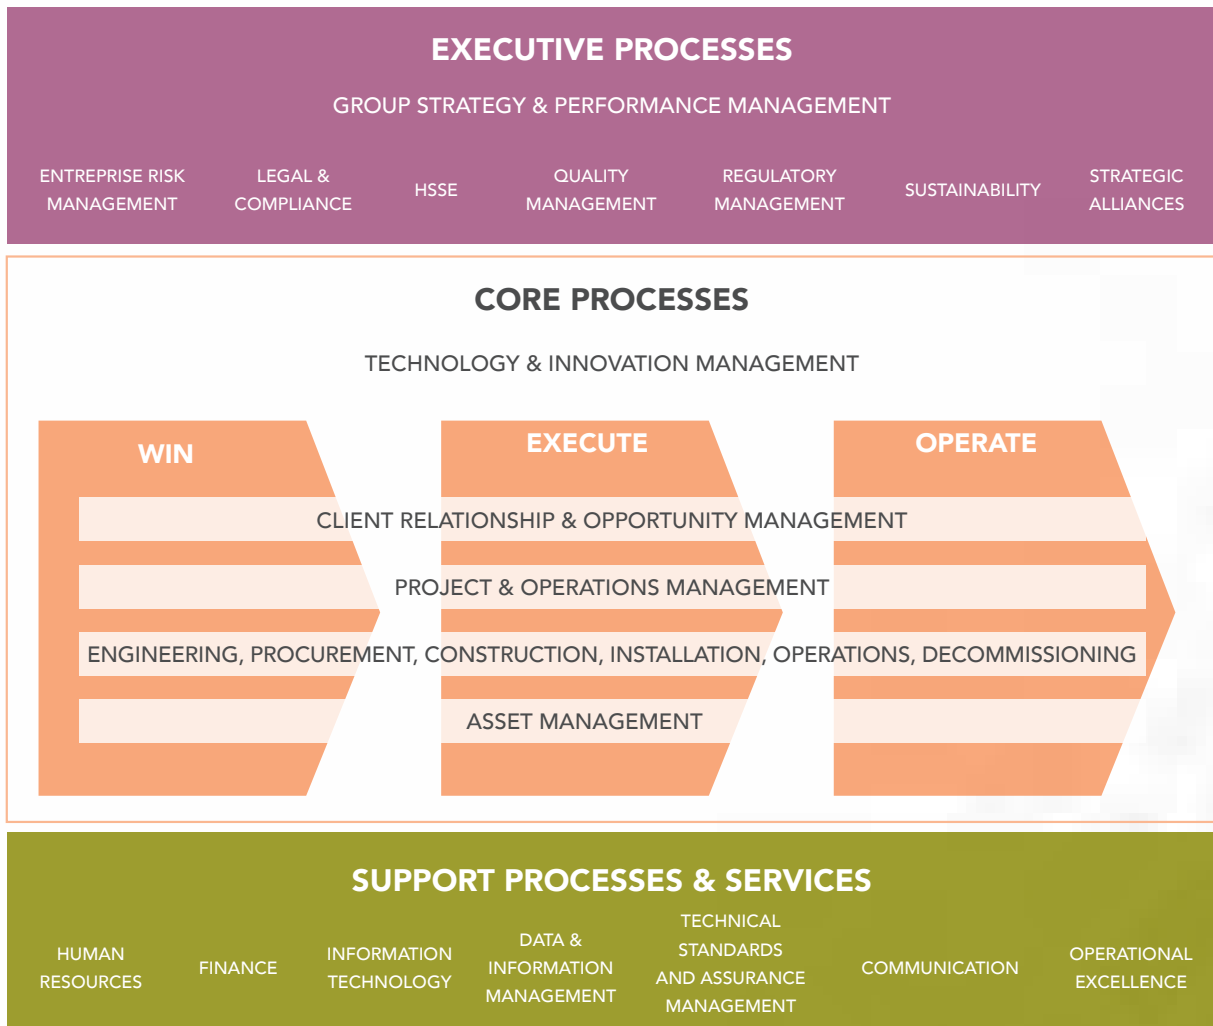 EXECUTIVE PROCESSES
GROUP STRATEGY & PERFORMANCE MANAGEMENT
ENTREPRISE RISK
MANAGEMENT
LEGAL &
COMPLIANCE
HSSE
QUALITY
MANAGEMENT
REGULATORY
MANAGEMENT
SUSTAINABILITY
STRATEGIC
ALLIANCES
CORE PROCESSES
TECHNOLOGY & INNOVATION MANAGEMENT
WIN
EXECUTE
OPERATE
CLIENT RELATIONSHIP & OPPORTUNITY MANAGEMENT
PROJECT & OPERATIONS MANAGEMENT
ENGINEERING, PROCUREMENT, CONSTRUCTION, INSTALLATION, OPERATIONS, DECOMMISSIONING
ASSET MANAGEMENT
SUPPORT PROCESSES & SERVICES
HUMAN
RESOURCES
FINANCE
INFORMATION
TECHNOLOGY
DATA &
INFORMATION
MANAGEMENT
TECHNICAL
STANDARDS
AND ASSURANCE
MANAGEMENT
COMMUNICATION
OPERATIONAL
EXCELLENCE